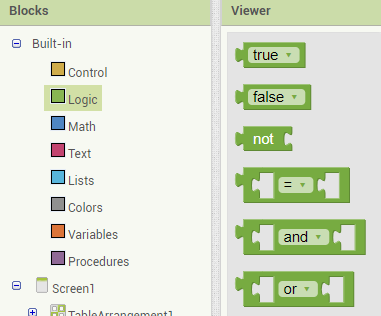 Blocks
Built-in
Control
Logic
Math
Text
Lists
Colors
Variables
Procedures
Screen1
TableArrangement1
Viewer
true
false
not
=
and
or